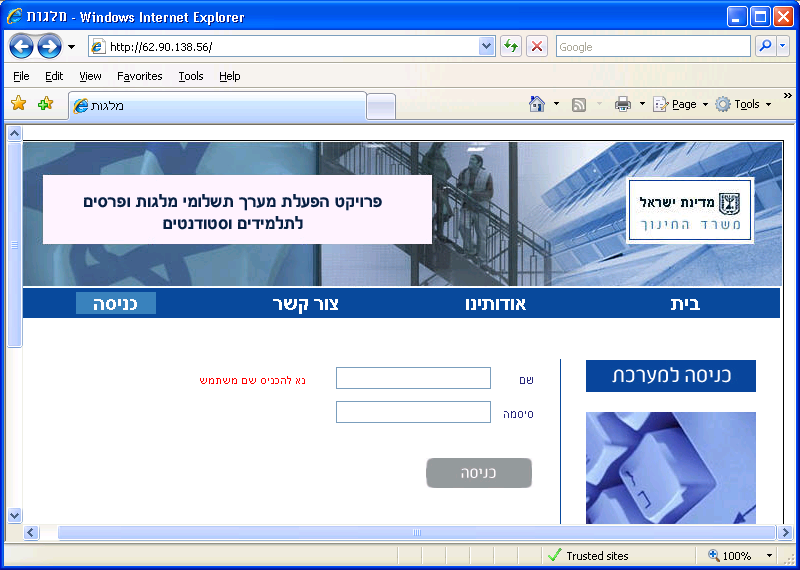 מלגות - Windows Internet Explorer
http://62.90.138.56/
Google
File Edit View Favorites Tools Help
מלגות
Page Tools
»
פרויקט הפעלת מערך תשלומי מלגות ופרסים
לתלמידים וסטודנטים
מדינת ישראל
משרד החינוך
בית אודותינו צור קשר כניסה
כניסה למערכת
שם נא להכניס שם משתמש
סיסמה
כניסה
Trusted sites 100%